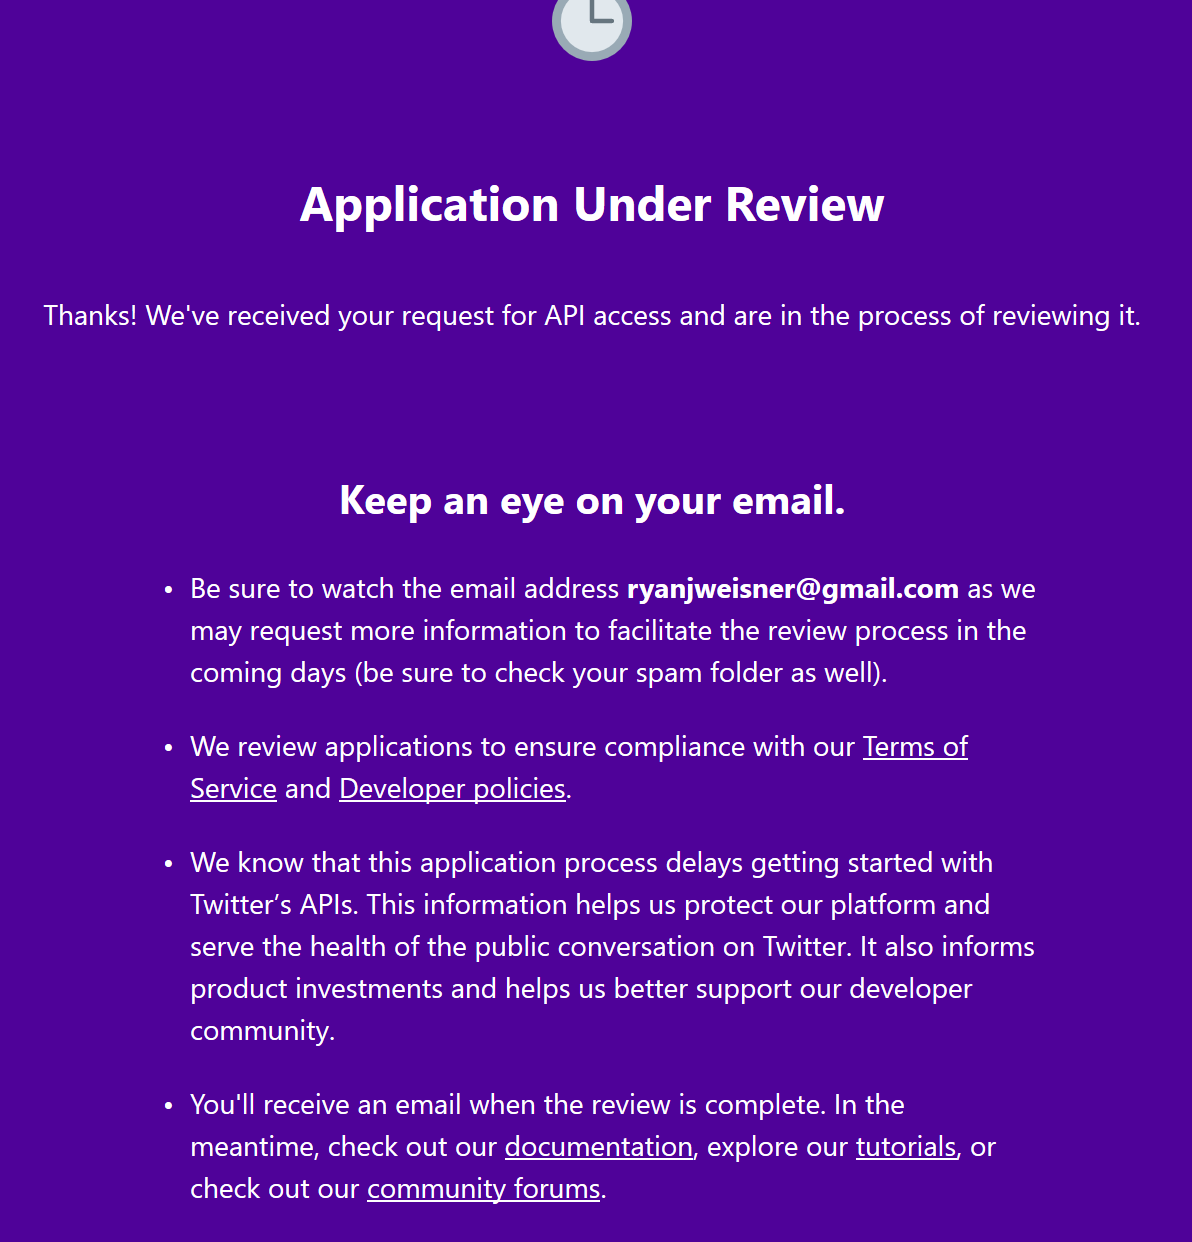 Application Under Review
Thanks! We've received your request for API access and are in the process of reviewing it.
Keep an eye on your email.
• Be sure to watch the email address ryanjweisner@gmail.com as we
may request more information to facilitate the review process in the
coming days (be sure to check your spam folder as well).
• We review applications to ensure compliance with our Terms of
Service and Developer policies.
• We know that this application process delays getting started with
Twitter’s APIs. This information helps us protect our platform and
serve the health of the public conversation on Twitter. It also informs
product investments and helps us better support our developer
community.
• You'll receive an email when the review is complete. In the
meantime, check out our documentation, explore our tutorials, or
check out our community forums.